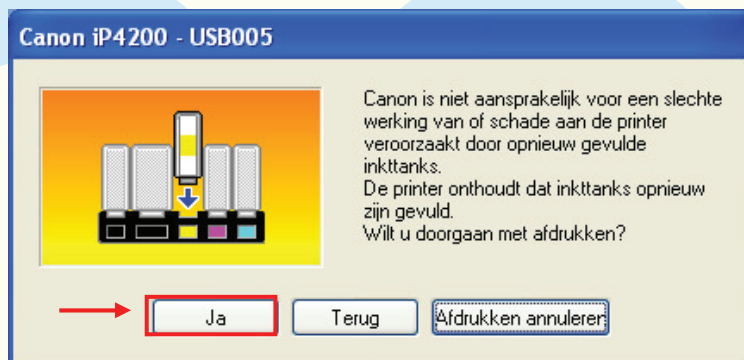 Canon iP4200 - USB005
Canon is niet aansprakelijk voor een slechte
werking van of schade aan de printer
veroorzaakt door opnieuw gevulde
inkttanks.
De printer onthoudt dat inkttanks opnieuw
zijn gevuld.
Wilt u doorgaan met afdrukken?
Ja
Terug
Afdrukken annuleren